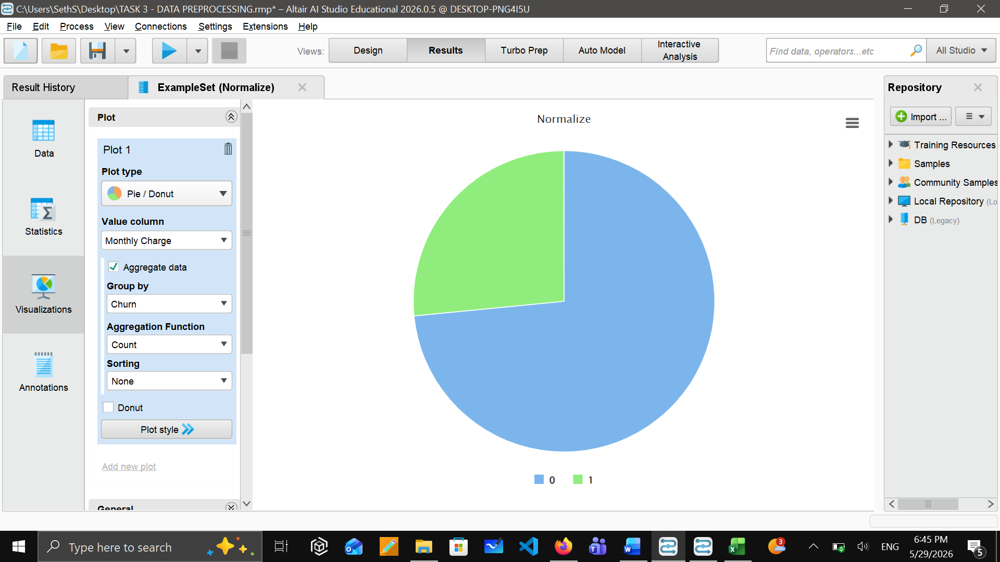 C:\Users\SethS\Desktop\TASK 3 - DATA PREPROCESSING.rmp* – Altair AI Studio Educational 2026.0.5 @ DESKTOP-PNG4I5U
File Edit Process View Connections Settings Extensions Help
Views: Design Results Turbo Prep Auto Model Interactive Analysis
Find data, operators...etc
All Studio
Result History
ExampleSet (Normalize)
Data
Statistics
Visualizations
Annotations
Plot
Plot 1
Plot type
Pie / Donut
Value column
Monthly Charge
Aggregate data
Group by
Churn
Aggregation Function
Count
Sorting
None
Donut
Plot style
Add new plot
General
Normalize
0 1
Repository
Import ...
Training Resources
Samples
Community Samples
Local Repository (Lo
DB (Legacy)
Type here to search
3
ENG
6:45 PM
5/29/2026
5